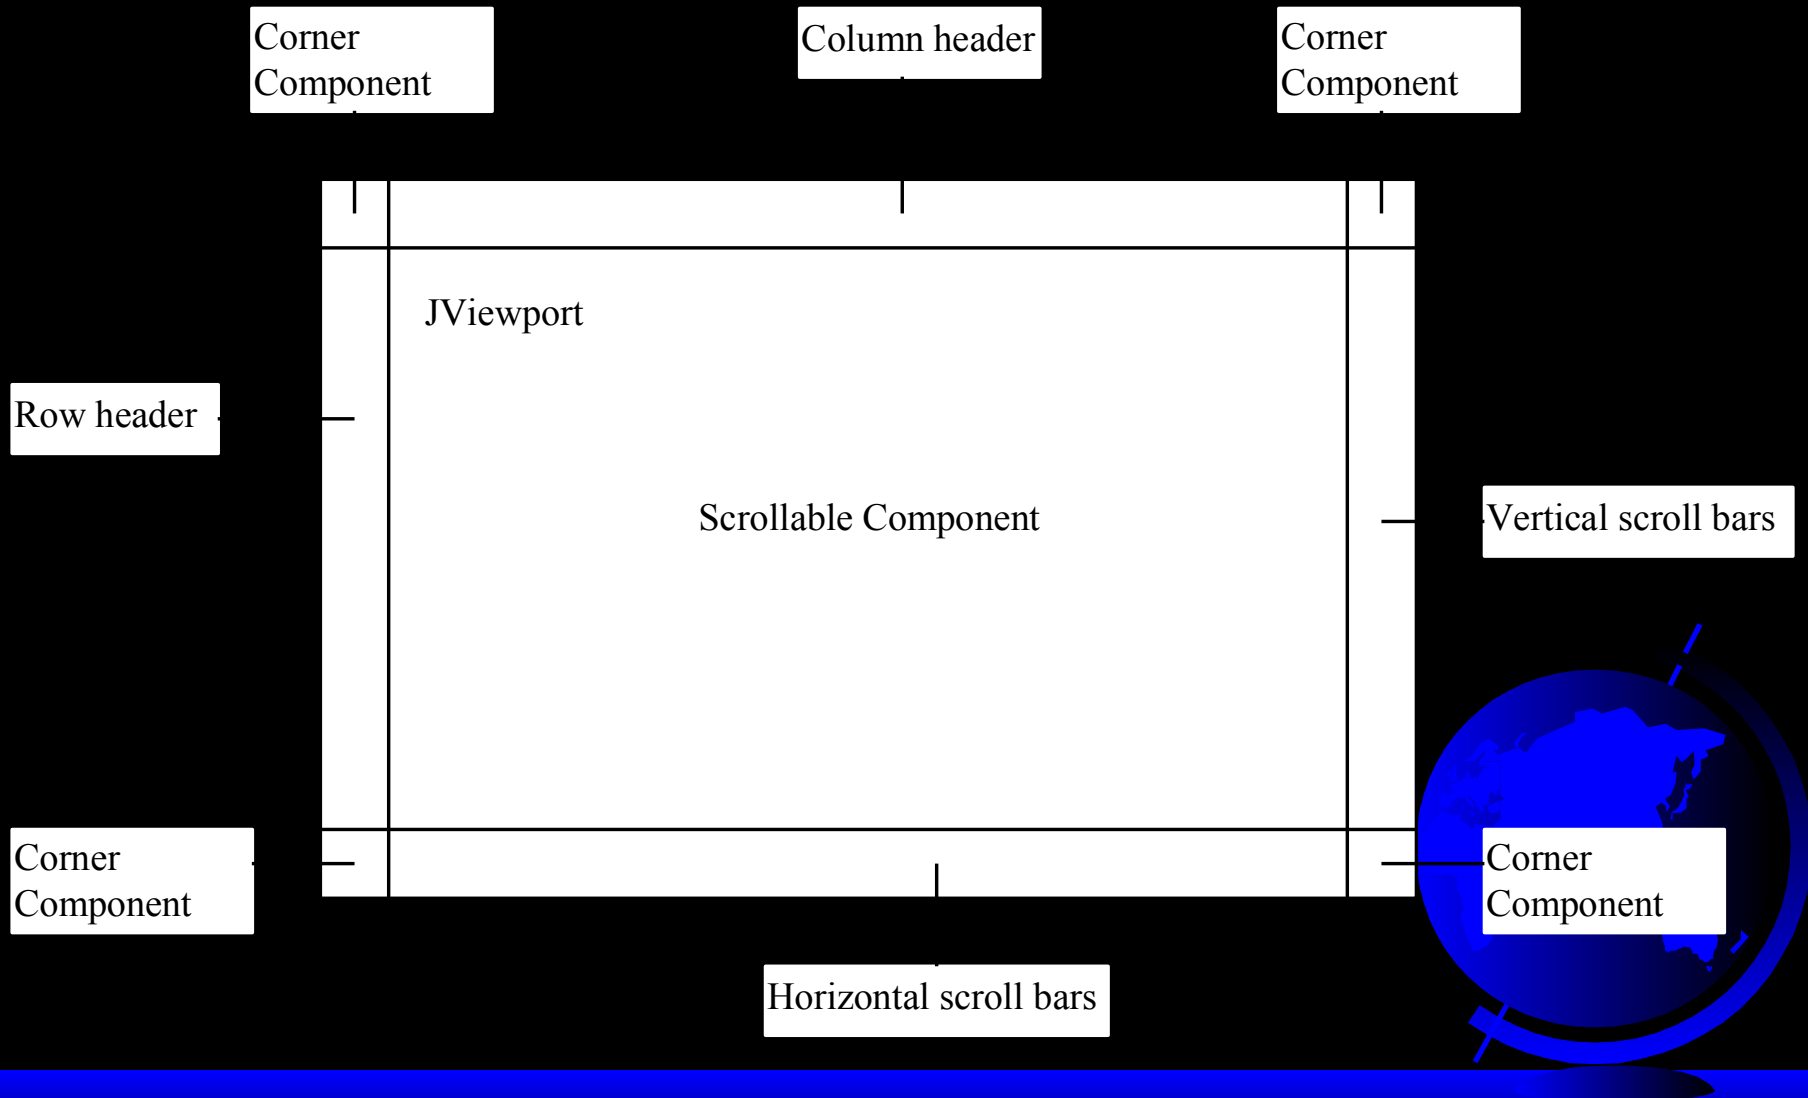 Corner
Component
Column header
Corner
Component
JViewport
Row header
Scrollable Component
Vertical scroll bars
Corner
Component
Corner
Component
Horizontal scroll bars